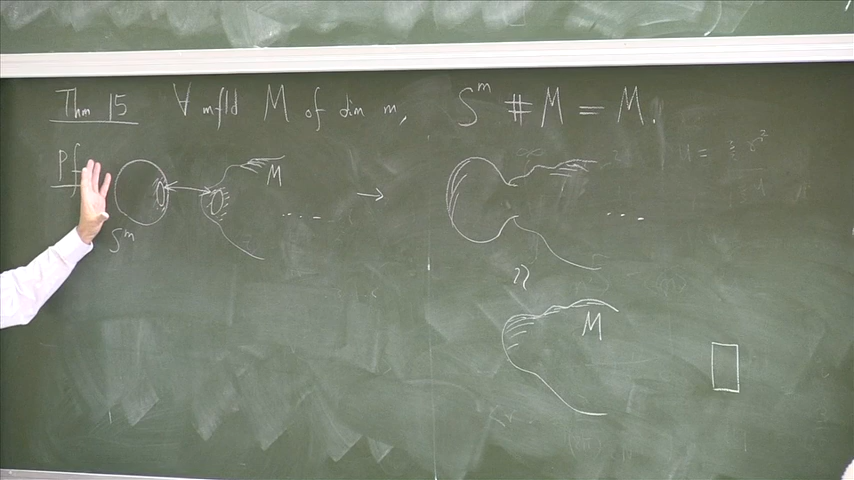 Thm 15 ∀ mfld M of dim m, S^m # M = M.
Pf
M → ....
S^m
....
M